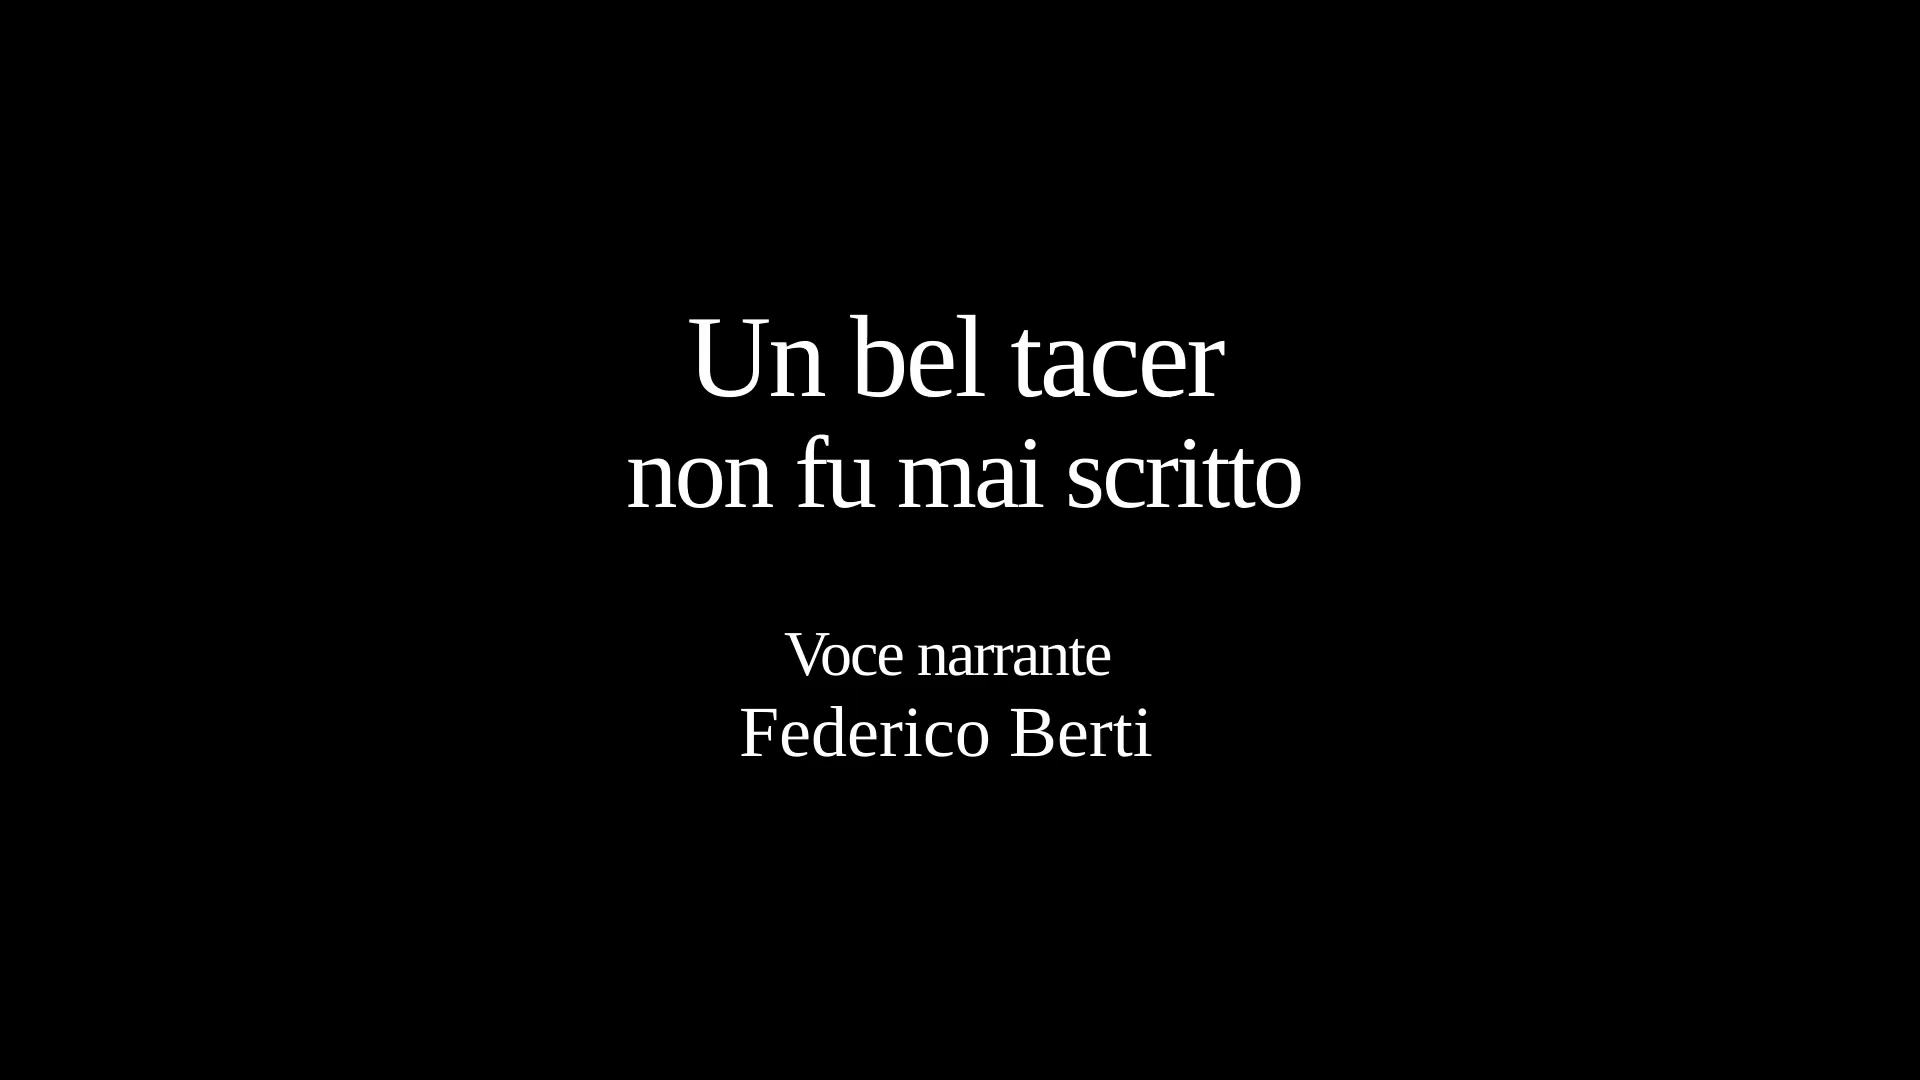 Un bel tacer
non fu mai scritto
Voce narrante
Federico Berti